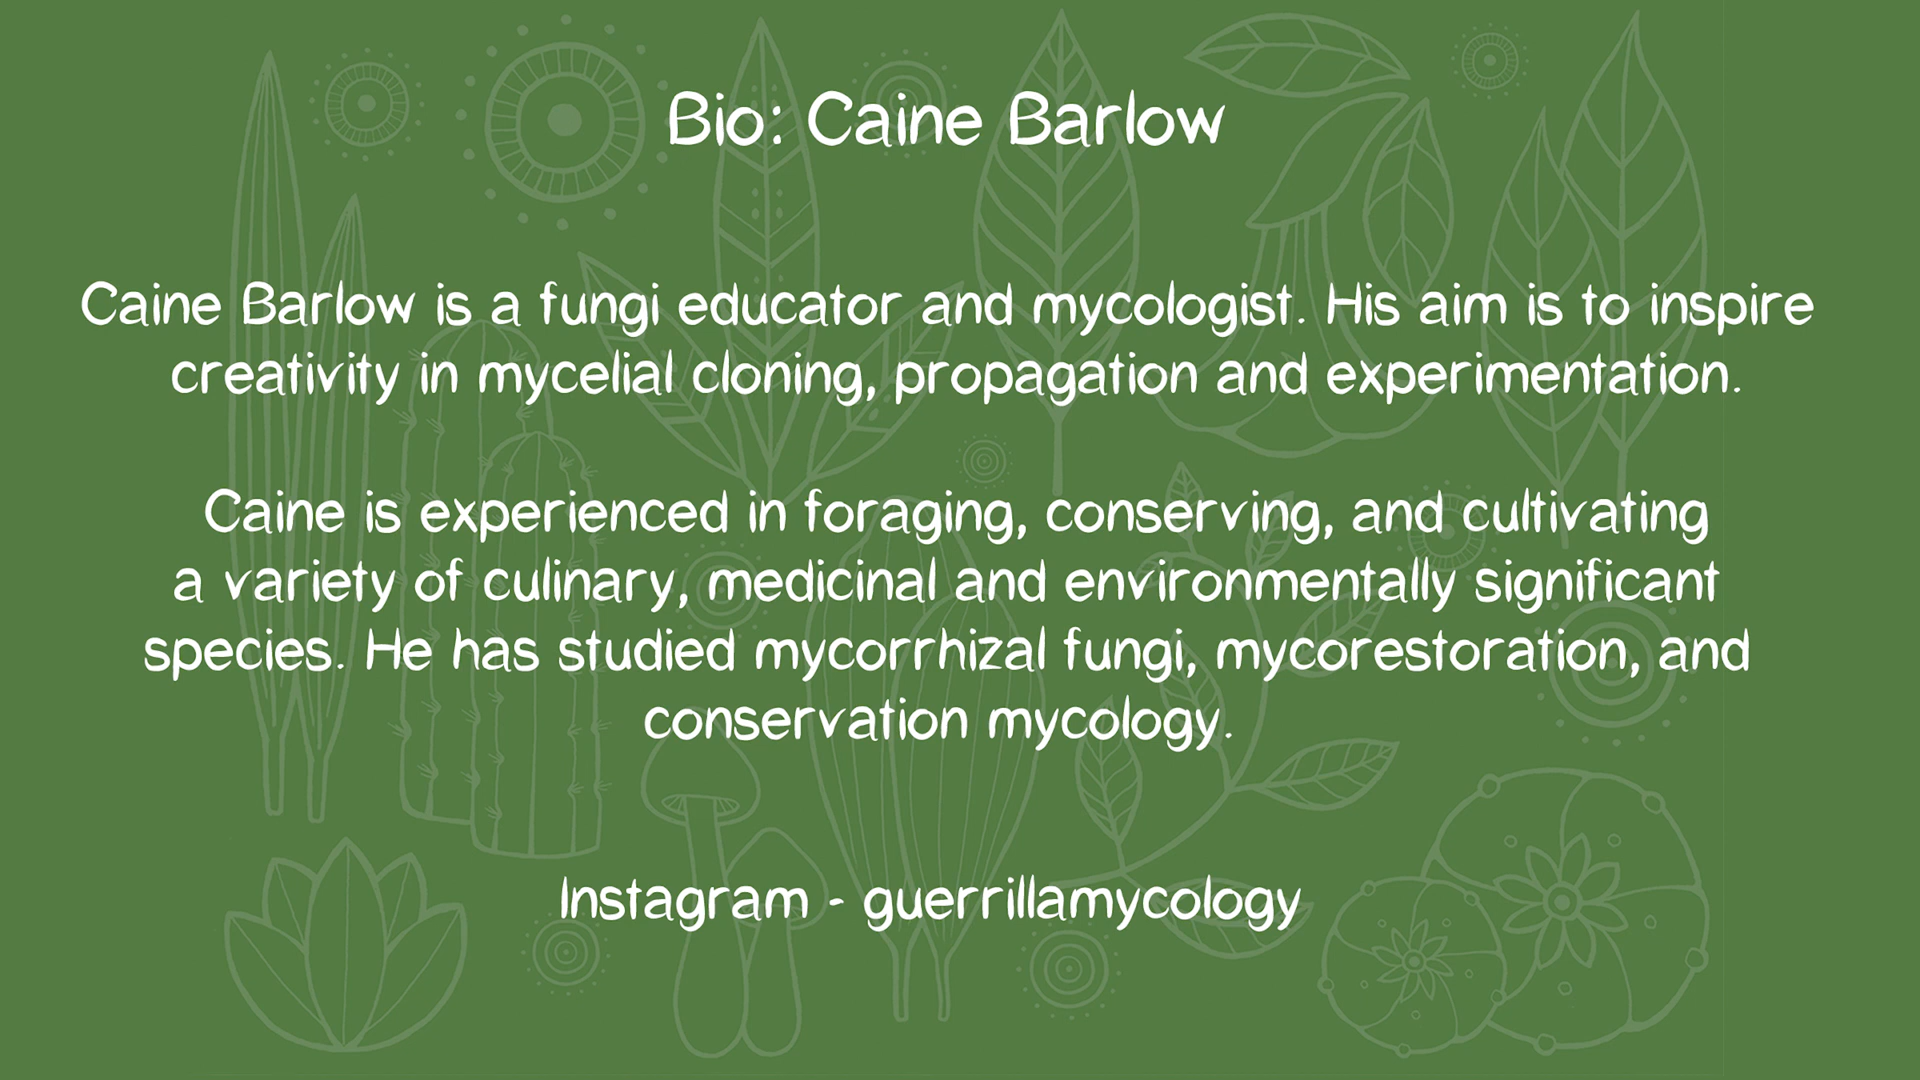 Bio: Caine Barlow
Caine Barlow is a fungi educator and mycologist. His aim is to inspire
creativity in mycelial cloning, propagation and experimentation.
Caine is experienced in foraging, conserving, and cultivating
a variety of culinary, medicinal and environmentally significant
species. He has studied mycorrhizal fungi, mycorestoration, and
conservation mycology.
Instagram - guerrillamycology